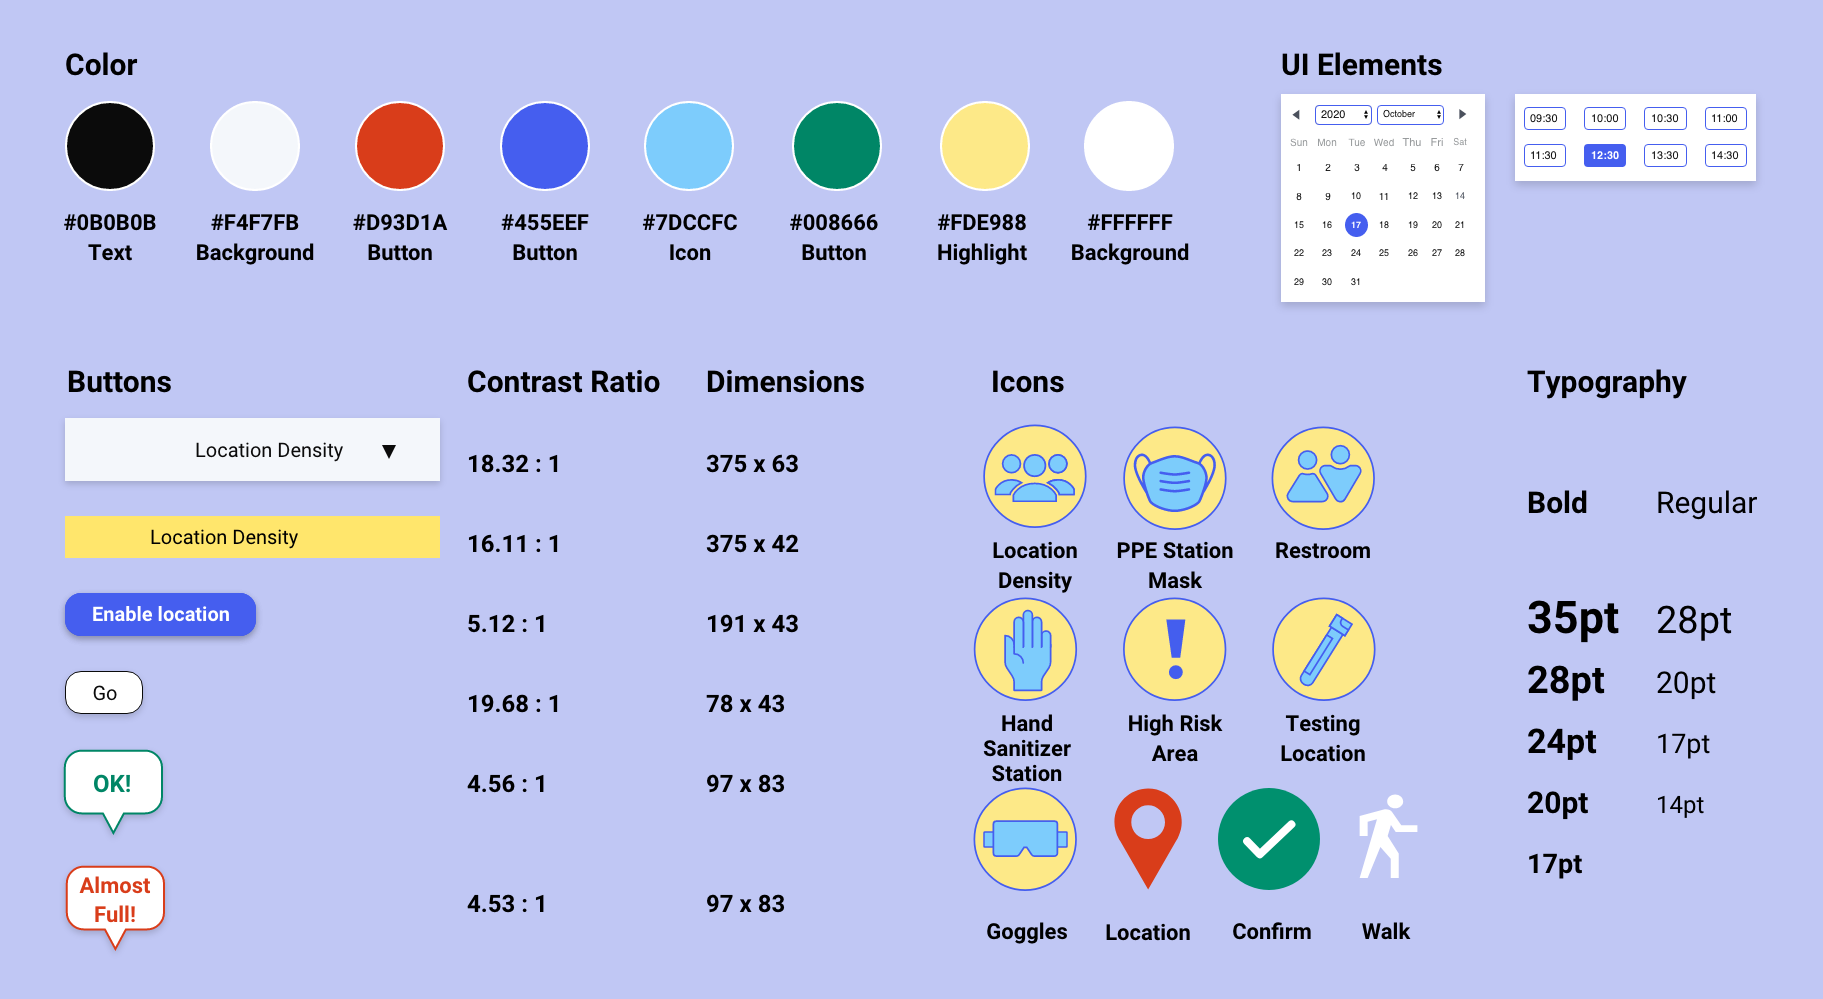 Color
#0B0B0B
Text
#F4F7FB
Background
#D93D1A
Button
#455EEF
Button
#7DCCFC
Icon
#008666
Button
#FDE988
Highlight
#FFFFFF
Background
UI Elements
2020 October
Sun Mon Tue Wed Thu Fri Sat
1 2 3 4 5 6 7
8 9 10 11 12 13 14
15 16 17 18 19 20 21
22 23 24 25 26 27 28
29 30 31
09:30 10:00 10:30 11:00
11:30 12:30 13:30 14:30
Buttons
Location Density ▼
Location Density
Enable location
Go
OK!
Almost
Full!
Contrast Ratio
18.32 : 1
16.11 : 1
5.12 : 1
19.68 : 1
4.56 : 1
4.53 : 1
Dimensions
375 x 63
375 x 42
191 x 43
78 x 43
97 x 83
97 x 83
Icons
Location
Density
PPE Station
Mask
Restroom
Hand
Sanitizer
Station
High Risk
Area
Testing
Location
Goggles
Location
Confirm
Walk
Typography
Bold Regular
35pt 28pt
28pt 20pt
24pt 17pt
20pt 14pt
17pt